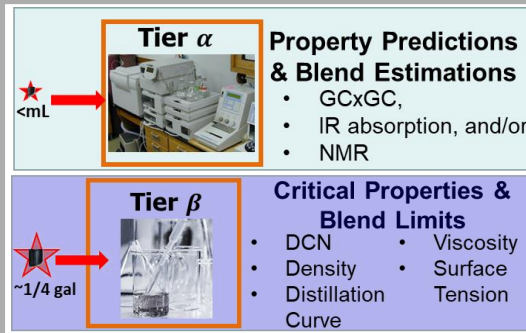 Tier α
Property Predictions
& Blend Estimations
<mL
• GCxGC,
• IR absorption, and/or
• NMR
Tier β
Critical Properties &
Blend Limits
~1/4 gal
• DCN
• Density
• Distillation
Curve
• Viscosity
• Surface
Tension